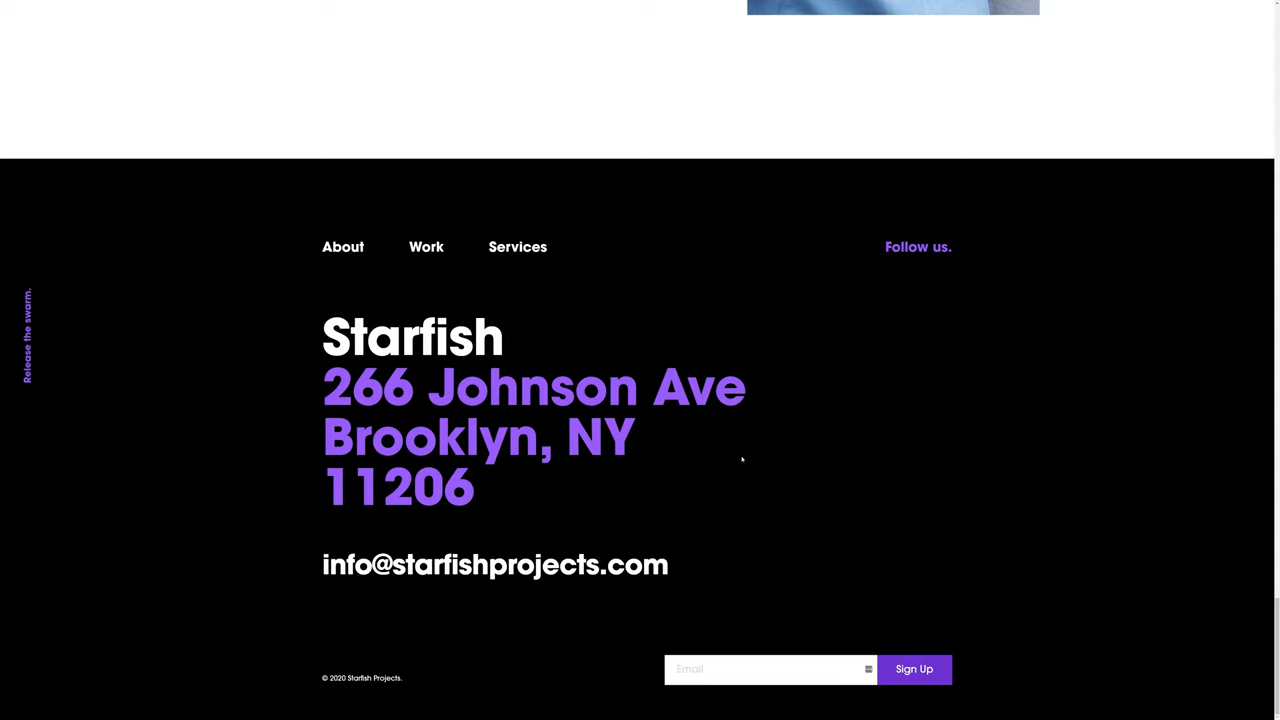 About
Work
Services
Follow us.
Release the swarm.
Starfish
266 Johnson Ave
Brooklyn, NY
11206
info@starfishprojects.com
Email
Sign Up
© 2020 Starfish Projects.